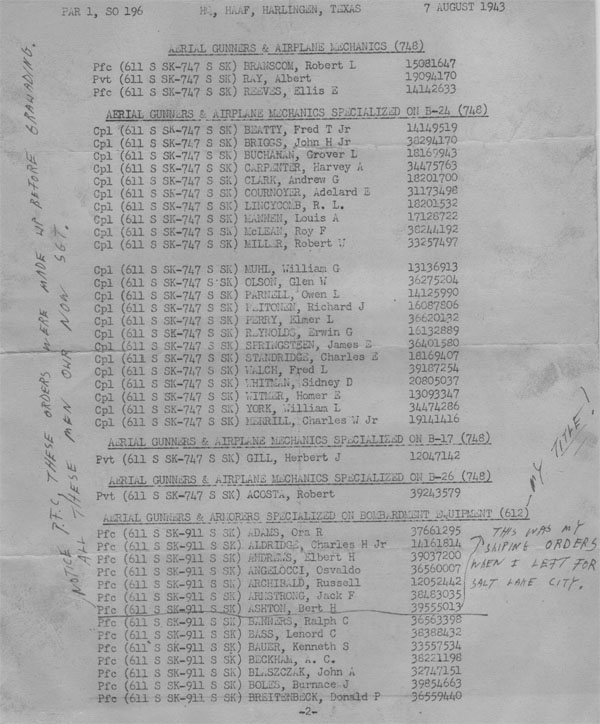 PAR 1, SO 196 HQ, HAAF, HARLINGEN, TEXAS 7 AUGUST 1943
AERIAL GUNNERS & AIRPLANE MECHANICS (748)
Pfc (611 S SK-747 S SK) BRANSCOM, Robert L 15081647
Pvt (611 S SK-747 S SK) RAY, Albert 19094170
Pfc (611 S SK-747 S SK) REEVES, Ellis E 14142633
AERIAL GUNNERS & AIRPLANE MECHANICS SPECIALIZED ON B-24 (748)
Cpl (611 S SK-747 S SK) BEATTY, Fred T Jr 14149519
Cpl (611 S SK-747 S SK) BRIGGS, John H Jr 38294170
Cpl (611 S SK-747 S SK) BUCHANAN, Grover L 18169943
Cpl (611 S SK-747 S SK) CARPENTER, Harvey A 34475763
Cpl (611 S SK-747 S SK) CLARK, Andrew G 18201700
Cpl (611 S SK-747 S SK) COURNOYER, Adelard E 31173498
Cpl (611 S SK-747 S SK) LINCYCOMB, R. L. 18201532
Cpl (611 S SK-747 S SK) MANNEN, Louis A 17128722
Cpl (611 S SK-747 S SK) McLEAN, Roy F 38244192
Cpl (611 S SK-747 S SK) MILLER, Robert W 33257497
Cpl (611 S SK-747 S SK) MUHL, William G 13136913
Cpl (611 S SK-747 S SK) OLSON, Glen W 36275204
Cpl (611 S SK-747 S SK) PARNELL, Owen L 14125990
Cpl (611 S SK-747 S SK) PELTONEN, Richard J 16087806
Cpl (611 S SK-747 S SK) PERRY, Elmer L 36620132
Cpl (611 S SK-747 S SK) REYNOLDS, Erwin G 16132889
Cpl (611 S SK-747 S SK) SPRINGSTEEN, James E 36401580
Cpl (611 S SK-747 S SK) STANDRIDGE, Charles E 18169407
Cpl (611 S SK-747 S SK) WALCH, Fred L 39187254
Cpl (611 S SK-747 S SK) WHITMAN, Sidney D 20805037
Cpl (611 S SK-747 S SK) WITMER, Homer E 13093347
Cpl (611 S SK-747 S SK) YORK, William L 34474286
Cpl (611 S SK-747 S SK) MERRILL, Charles W Jr 19141416
AERIAL GUNNERS & AIRPLANE MECHANICS SPECIALIZED ON B-17 (748)
Pvt (611 S SK-747 S SK) GILL, Herbert J 12047142
AERIAL GUNNERS & AIRPLANE MECHANICS SPECIALIZED ON B-26 (748)
Pvt (611 S SK-747 S SK) ACOSTA, Robert 39243579
AERIAL GUNNERS & ARMORERS SPECIALIZED ON BOMBARDMENT EQUIPMENT (612)
Pfc (611 S SK-911 S SK) ADAMS, Ora R 37661295
Pfc (611 S SK-911 S SK) ALDRIDGE, Charles H Jr 14161814
Pfc (611 S SK-911 S SK) ANDREWS, Elbert H 39037200
Pfc (611 S SK-911 S SK) ANGELOCCI, Osvaldo 36560007
Pfc (611 S SK-911 S SK) ARCHIBALD, Russell 12052442
Pfc (611 S SK-911 S SK) ARMSTRONG, Jack F 38483035
Pfc (611 S SK-911 S SK) ASHTON, Bert H 39555013
Pfc (611 S SK-911 S SK) BANNERS, Ralph C 36563398
Pfc (611 S SK-911 S SK) BASS, Lenord C 38388432
Pfc (611 S SK-911 S SK) BAUER, Kenneth S 33557534
Pfc (611 S SK-911 S SK) BECKHAM, A. C. 38221198
Pfc (611 S SK-911 S SK) BLASZCZAK, John A 32747151
Pfc (611 S SK-911 S SK) BOLES, Burnace J 39854663
Pfc (611 S SK-911 S SK) BREITENBECK, Donald P 36559440
-2-
NOTICE P.F.C, THESE ORDERS WERE MADE UP BEFORE GRAWADING.
ALL THESE MEN OUR NOW SGT.
MY TITLE!
THIS WAS MY
SHIPING ORDERS
WHEN I LEFT FOR
SALT LAKE CITY.